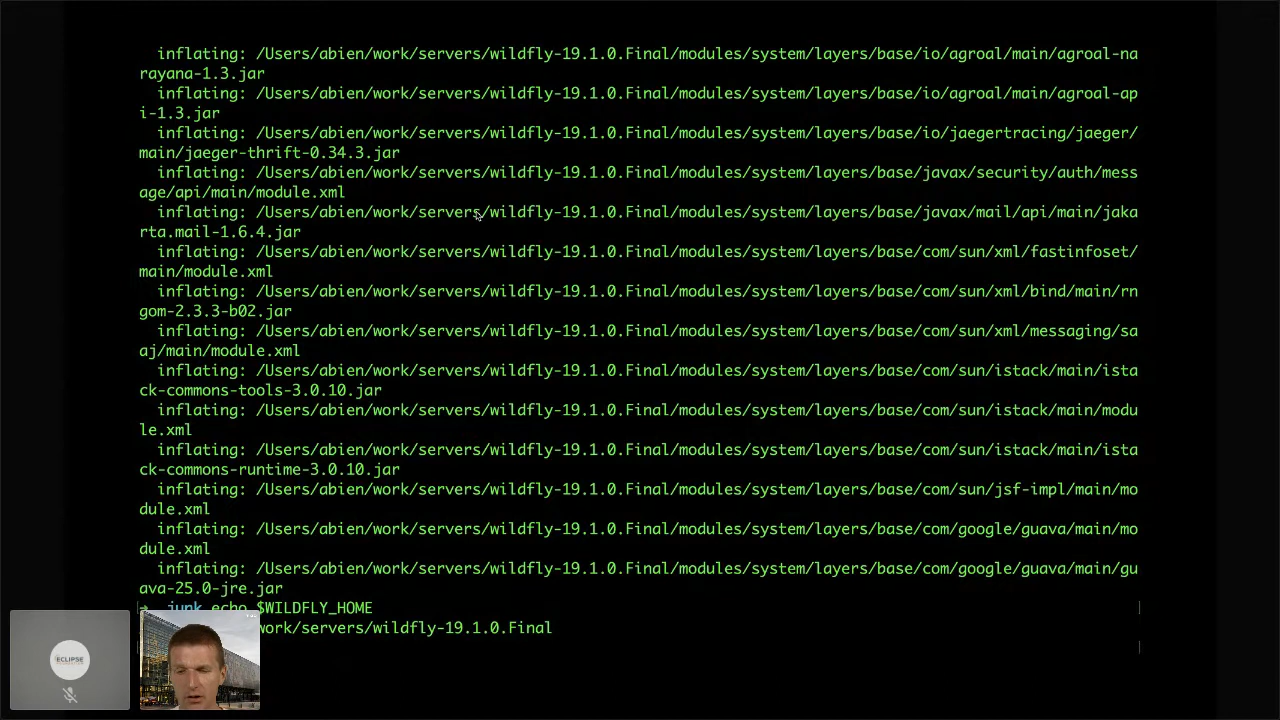 inflating: /Users/abien/work/servers/wildfly-19.1.0.Final/modules/system/layers/base/io/agroal/main/agroal-na
rayana-1.3.jar
inflating: /Users/abien/work/servers/wildfly-19.1.0.Final/modules/system/layers/base/io/agroal/main/agroal-ap
i-1.3.jar
inflating: /Users/abien/work/servers/wildfly-19.1.0.Final/modules/system/layers/base/io/jaegertracing/jaeger/
main/jaeger-thrift-0.34.3.jar
inflating: /Users/abien/work/servers/wildfly-19.1.0.Final/modules/system/layers/base/javax/security/auth/mess
age/api/main/module.xml
inflating: /Users/abien/work/servers/wildfly-19.1.0.Final/modules/system/layers/base/javax/mail/api/main/jaka
rta.mail-1.6.4.jar
inflating: /Users/abien/work/servers/wildfly-19.1.0.Final/modules/system/layers/base/com/sun/xml/fastinfoset/
main/module.xml
inflating: /Users/abien/work/servers/wildfly-19.1.0.Final/modules/system/layers/base/com/sun/xml/bind/main/rn
gom-2.3.3-b02.jar
inflating: /Users/abien/work/servers/wildfly-19.1.0.Final/modules/system/layers/base/com/sun/xml/messaging/sa
aj/main/module.xml
inflating: /Users/abien/work/servers/wildfly-19.1.0.Final/modules/system/layers/base/com/sun/istack/main/ista
ck-commons-tools-3.0.10.jar
inflating: /Users/abien/work/servers/wildfly-19.1.0.Final/modules/system/layers/base/com/sun/istack/main/modu
le.xml
inflating: /Users/abien/work/servers/wildfly-19.1.0.Final/modules/system/layers/base/com/sun/istack/main/ista
ck-commons-runtime-3.0.10.jar
inflating: /Users/abien/work/servers/wildfly-19.1.0.Final/modules/system/layers/base/com/sun/jsf-impl/main/mo
dule.xml
inflating: /Users/abien/work/servers/wildfly-19.1.0.Final/modules/system/layers/base/com/google/guava/main/mo
dule.xml
inflating: /Users/abien/work/servers/wildfly-19.1.0.Final/modules/system/layers/base/com/google/guava/main/gu
ava-25.0-jre.jar
➜ junk echo $WILDFLY_HOME
work/servers/wildfly-19.1.0.Final
ECLIPSE